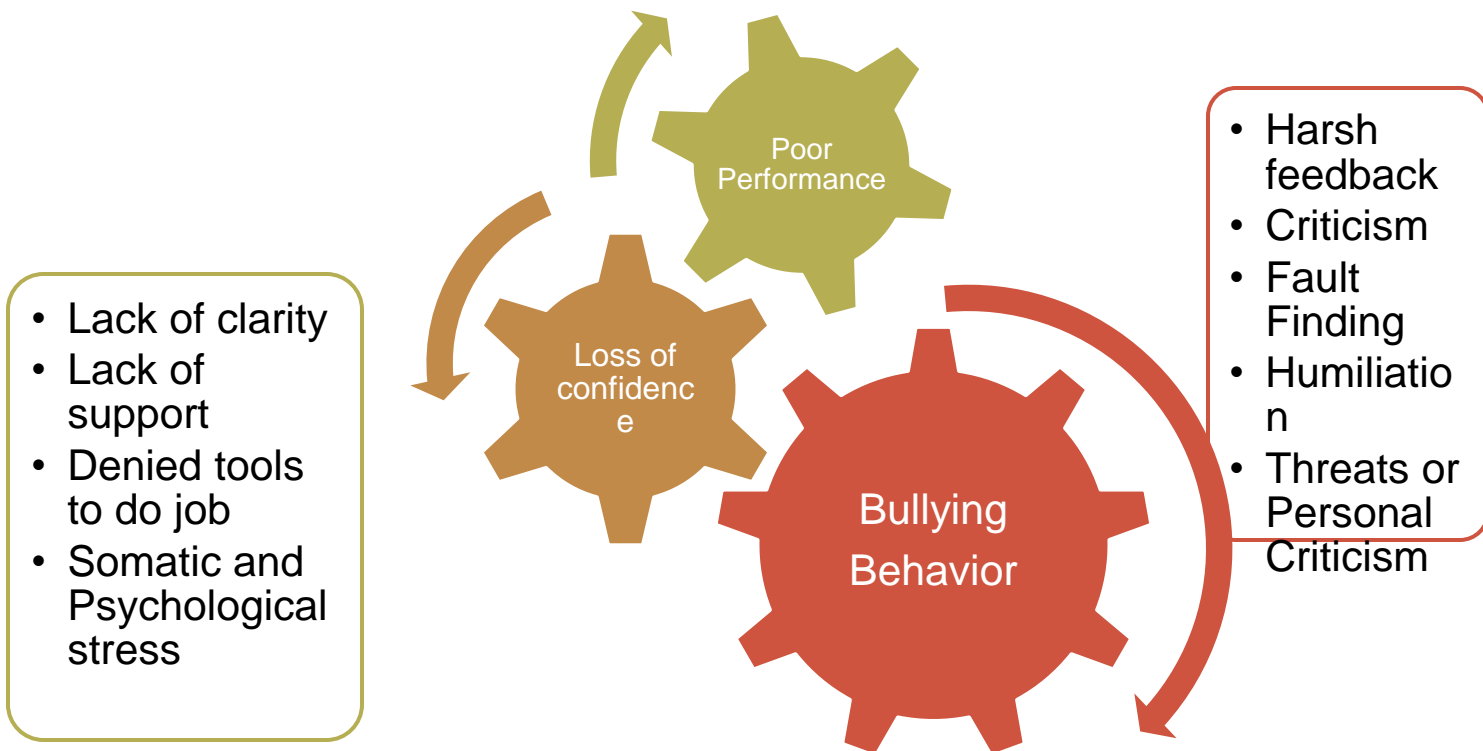 Poor
Performance
• Harsh
feedback
• Criticism
• Fault
Finding
• Humiliatio
n
• Threats or
Personal
Criticism
• Lack of clarity
• Lack of
support
• Denied tools
to do job
• Somatic and
Psychological
stress
Loss of
confidenc
e
Bullying
Behavior